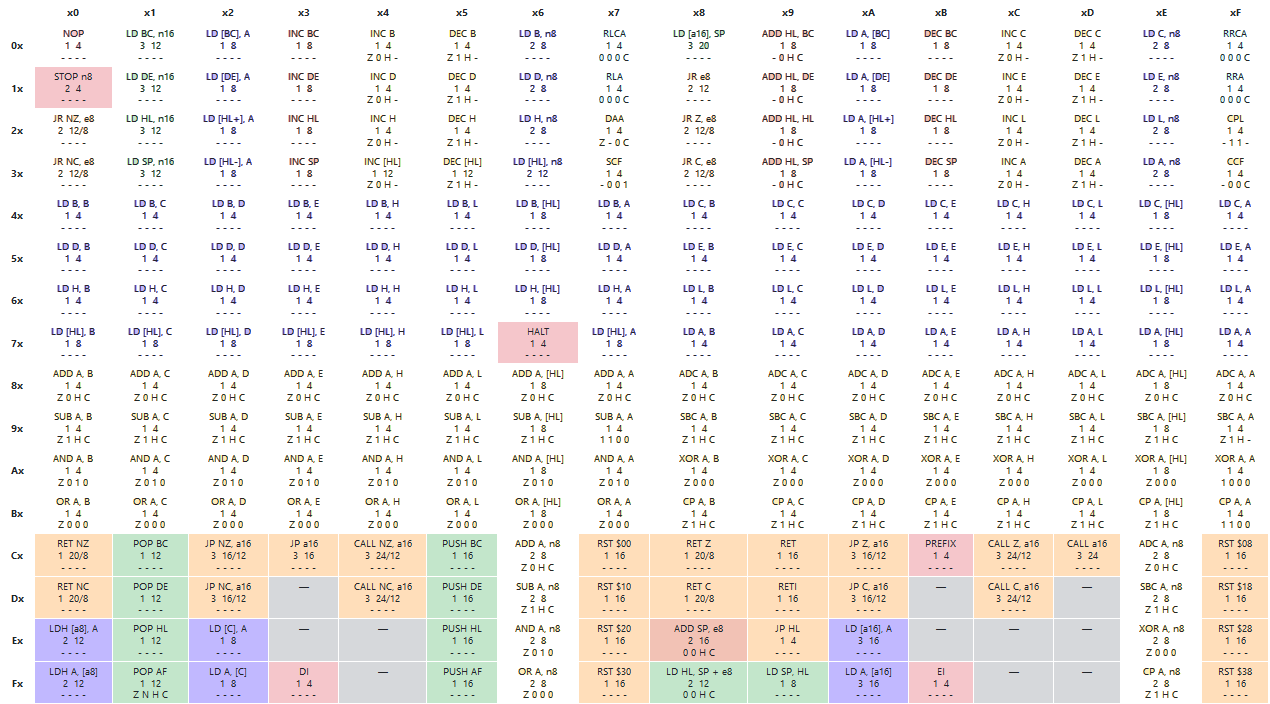 x0 x1 x2 x3 x4 x5 x6 x7 x8 x9 xA xB xC xD xE xF
NOP LD BC, n16 LD [BC], A INC BC INC B DEC B LD B, n8 RLCA LD [a16], SP ADD HL, BC LD A, [BC] DEC BC INC C DEC C LD C, n8 RRCA
0x 1 4 3 12 1 8 1 8 1 4 1 4 2 8 1 4 3 20 1 8 1 8 1 8 1 4 1 4 2 8 1 4
- - - - - - - - - - - - - - - - Z 0 H - Z 1 H - - - - - 0 0 0 C - - - - - 0 H C - - - - - - - - Z 0 H - Z 1 H - - - - - 0 0 0 C
STOP n8 LD DE, n16 LD [DE], A INC DE INC D DEC D LD D, n8 RLA JR e8 ADD HL, DE LD A, [DE] DEC DE INC E DEC E LD E, n8 RRA
1x 2 4 3 12 1 8 1 8 1 4 1 4 2 8 1 4 2 12 1 8 1 8 1 8 1 4 1 4 2 8 1 4
- - - - - - - - - - - - - - - - Z 0 H - Z 1 H - - - - - 0 0 0 C - - - - - 0 H C - - - - - - - - Z 0 H - Z 1 H - - - - - 0 0 0 C
JR NZ, e8 LD HL, n16 LD [HL+], A INC HL INC H DEC H LD H, n8 DAA JR Z, e8 ADD HL, HL LD A, [HL+] DEC HL INC L DEC L LD L, n8 CPL
2x 2 12/8 3 12 1 8 1 8 1 4 1 4 2 8 1 4 2 12/8 1 8 1 8 1 8 1 4 1 4 2 8 1 4
- - - - - - - - - - - - - - - - Z 0 H - Z 1 H - - - - - Z - 0 C - - - - - 0 H C - - - - - - - - Z 0 H - Z 1 H - - - - - - 1 1 -
JR NC, e8 LD SP, n16 LD [HL-], A INC SP INC [HL] DEC [HL] LD [HL], n8 SCF JR C, e8 ADD HL, SP LD A, [HL-] DEC SP INC A DEC A LD A, n8 CCF
3x 2 12/8 3 12 1 8 1 8 1 12 1 12 2 12 1 4 2 12/8 1 8 1 8 1 8 1 4 1 4 2 8 1 4
- - - - - - - - - - - - - - - - Z 0 H - Z 1 H - - - - - - 0 0 1 - - - - - 0 H C - - - - - - - - Z 0 H - Z 1 H - - - - - - 0 0 C
LD B, B LD B, C LD B, D LD B, E LD B, H LD B, L LD B, [HL] LD B, A LD C, B LD C, C LD C, D LD C, E LD C, H LD C, L LD C, [HL] LD C, A
4x 1 4 1 4 1 4 1 4 1 4 1 4 1 8 1 4 1 4 1 4 1 4 1 4 1 4 1 4 1 8 1 4
- - - - - - - - - - - - - - - - - - - - - - - - - - - - - - - - - - - - - - - - - - - - - - - - - - - - - - - - - - - - - - - -
LD D, B LD D, C LD D, D LD D, E LD D, H LD D, L LD D, [HL] LD D, A LD E, B LD E, C LD E, D LD E, E LD E, H LD E, L LD E, [HL] LD E, A
5x 1 4 1 4 1 4 1 4 1 4 1 4 1 8 1 4 1 4 1 4 1 4 1 4 1 4 1 4 1 8 1 4
- - - - - - - - - - - - - - - - - - - - - - - - - - - - - - - - - - - - - - - - - - - - - - - - - - - - - - - - - - - - - - - -
LD H, B LD H, C LD H, D LD H, E LD H, H LD H, L LD H, [HL] LD H, A LD L, B LD L, C LD L, D LD L, E LD L, H LD L, L LD L, [HL] LD L, A
6x 1 4 1 4 1 4 1 4 1 4 1 4 1 8 1 4 1 4 1 4 1 4 1 4 1 4 1 4 1 8 1 4
- - - - - - - - - - - - - - - - - - - - - - - - - - - - - - - - - - - - - - - - - - - - - - - - - - - - - - - - - - - - - - - -
LD [HL], B LD [HL], C LD [HL], D LD [HL], E LD [HL], H LD [HL], L HALT LD [HL], A LD A, B LD A, C LD A, D LD A, E LD A, H LD A, L LD A, [HL] LD A, A
7x 1 8 1 8 1 8 1 8 1 8 1 8 1 4 1 8 1 4 1 4 1 4 1 4 1 4 1 4 1 8 1 4
- - - - - - - - - - - - - - - - - - - - - - - - - - - - - - - - - - - - - - - - - - - - - - - - - - - - - - - - - - - - - - - -
ADD A, B ADD A, C ADD A, D ADD A, E ADD A, H ADD A, L ADD A, [HL] ADD A, A ADC A, B ADC A, C ADC A, D ADC A, E ADC A, H ADC A, L ADC A, [HL] ADC A, A
8x 1 4 1 4 1 4 1 4 1 4 1 4 1 8 1 4 1 4 1 4 1 4 1 4 1 4 1 4 1 8 1 4
Z 0 H C Z 0 H C Z 0 H C Z 0 H C Z 0 H C Z 0 H C Z 0 H C Z 0 H C Z 0 H C Z 0 H C Z 0 H C Z 0 H C Z 0 H C Z 0 H C Z 0 H C Z 0 H C
SUB A, B SUB A, C SUB A, D SUB A, E SUB A, H SUB A, L SUB A, [HL] SUB A, A SBC A, B SBC A, C SBC A, D SBC A, E SBC A, H SBC A, L SBC A, [HL] SBC A, A
9x 1 4 1 4 1 4 1 4 1 4 1 4 1 8 1 4 1 4 1 4 1 4 1 4 1 4 1 4 1 8 1 4
Z 1 H C Z 1 H C Z 1 H C Z 1 H C Z 1 H C Z 1 H C Z 1 H C 1 1 0 0 Z 1 H C Z 1 H C Z 1 H C Z 1 H C Z 1 H C Z 1 H C Z 1 H C Z 1 H -
AND A, B AND A, C AND A, D AND A, E AND A, H AND A, L AND A, [HL] AND A, A XOR A, B XOR A, C XOR A, D XOR A, E XOR A, H XOR A, L XOR A, [HL] XOR A, A
Ax 1 4 1 4 1 4 1 4 1 4 1 4 1 8 1 4 1 4 1 4 1 4 1 4 1 4 1 4 1 8 1 4
Z 0 1 0 Z 0 1 0 Z 0 1 0 Z 0 1 0 Z 0 1 0 Z 0 1 0 Z 0 1 0 Z 0 1 0 Z 0 0 0 Z 0 0 0 Z 0 0 0 Z 0 0 0 Z 0 0 0 Z 0 0 0 Z 0 0 0 1 0 0 0
OR A, B OR A, C OR A, D OR A, E OR A, H OR A, L OR A, [HL] OR A, A CP A, B CP A, C CP A, D CP A, E CP A, H CP A, L CP A, [HL] CP A, A
Bx 1 4 1 4 1 4 1 4 1 4 1 4 1 8 1 4 1 4 1 4 1 4 1 4 1 4 1 4 1 8 1 4
Z 0 0 0 Z 0 0 0 Z 0 0 0 Z 0 0 0 Z 0 0 0 Z 0 0 0 Z 0 0 0 Z 0 0 0 Z 1 H C Z 1 H C Z 1 H C Z 1 H C Z 1 H C Z 1 H C Z 1 H C 1 1 0 0
RET NZ POP BC JP NZ, a16 JP a16 CALL NZ, a16 PUSH BC ADD A, n8 RST $00 RET Z RET JP Z, a16 PREFIX CALL Z, a16 CALL a16 ADC A, n8 RST $08
Cx 1 20/8 1 12 3 16/12 3 16 3 24/12 1 16 2 8 1 16 1 20/8 1 16 3 16/12 1 4 3 24/12 3 24 2 8 1 16
- - - - - - - - - - - - - - - - - - - - - - - - Z 0 H C - - - - - - - - - - - - - - - - - - - - - - - - - - - - Z 0 H C - - - -
RET NC POP DE JP NC, a16 — CALL NC, a16 PUSH DE SUB A, n8 RST $10 RET C RETI JP C, a16 — CALL C, a16 — SBC A, n8 RST $18
Dx 1 20/8 1 12 3 16/12 3 24/12 1 16 2 8 1 16 1 20/8 1 16 3 16/12 3 24/12 2 8 1 16
- - - - - - - - - - - - - - - - - - - - Z 1 H C - - - - - - - - - - - - - - - - - - - - Z 1 H C - - - -
LDH [a8], A POP HL LD [C], A — — PUSH HL AND A, n8 RST $20 ADD SP, e8 JP HL LD [a16], A — — — XOR A, n8 RST $28
Ex 2 12 1 12 1 8 1 16 2 8 1 16 2 16 1 4 3 16 2 8 1 16
- - - - - - - - - - - - - - - - Z 0 1 0 - - - - 0 0 H C - - - - - - - - Z 0 0 0 - - - -
LDH A, [a8] POP AF LD A, [C] DI — PUSH AF OR A, n8 RST $30 LD HL, SP + e8 LD SP, HL LD A, [a16] EI — — CP A, n8 RST $38
Fx 2 12 1 12 1 8 1 4 1 16 2 8 1 16 2 12 1 8 3 16 1 4 2 8 1 16
- - - - Z N H C - - - - - - - - - - - - Z 0 0 0 - - - - 0 0 H C - - - - - - - - - - - - Z 1 H C - - - -